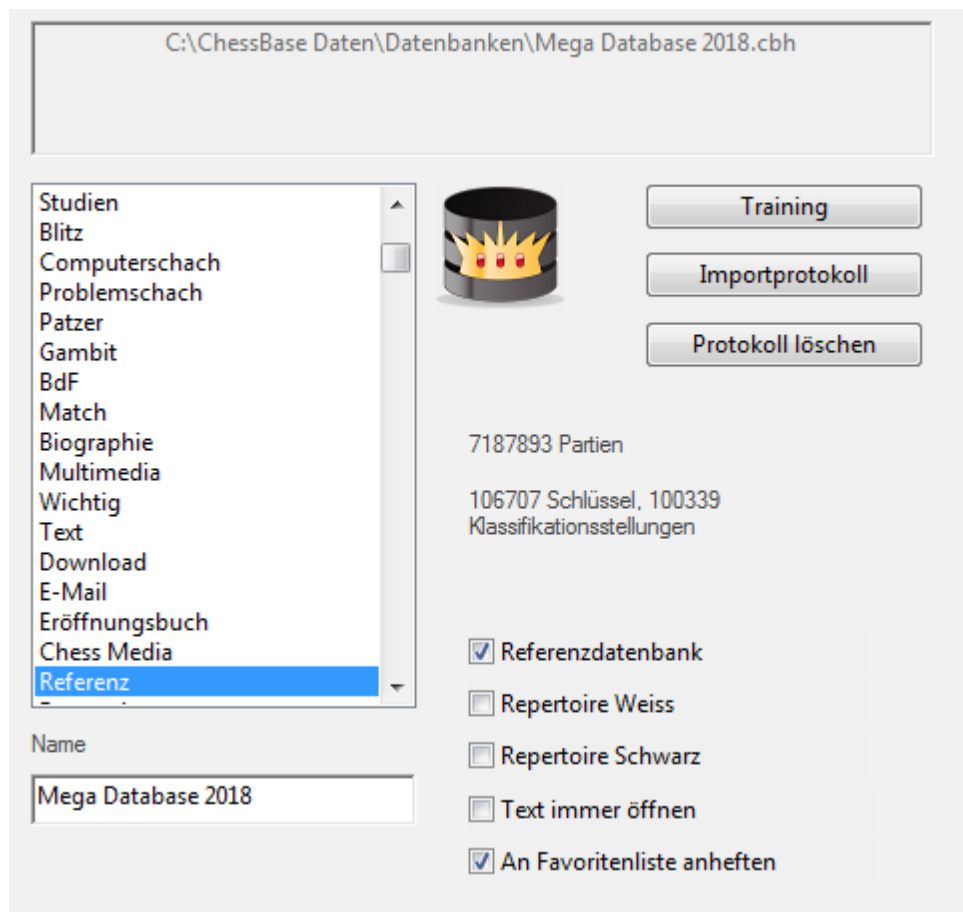 C:\ChessBase Daten\Datenbanken\Mega Database 2018.cbh
Studien
Blitz
Computerschach
Problemschach
Patzer
Gambit
BdF
Match
Biographie
Multimedia
Wichtig
Text
Download
E-Mail
Eröffnungsbuch
Chess Media
Referenz
Name
Mega Database 2018
Training
Importprotokoll
Protokoll löschen
7187893 Partien
106707 Schlüssel, 100339
Klassifikationsstellungen
Referenzdatenbank
Repertoire Weiss
Repertoire Schwarz
Text immer öffnen
An Favoritenliste anheften